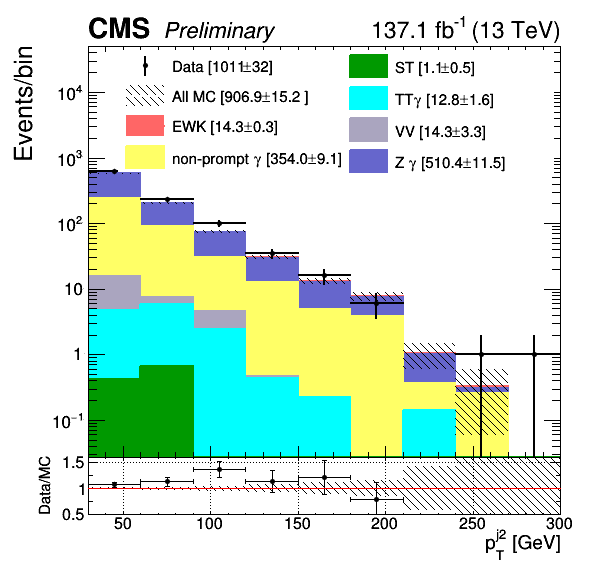 CMS Preliminary 137.1 fb⁻¹ (13 TeV)
Events/bin
Data [1011±32]
All MC [906.9±15.2 ]
EWK [14.3±0.3]
non-prompt γ [354.0±9.1]
ST [1.1±0.5]
TTγ [12.8±1.6]
VV [14.3±3.3]
Z γ [510.4±11.5]
10⁴
10³
10²
10
1
10⁻¹
Data/MC
1.5
1
0.5
50 100 150 200 250 300
p_T^{j2} [GeV]